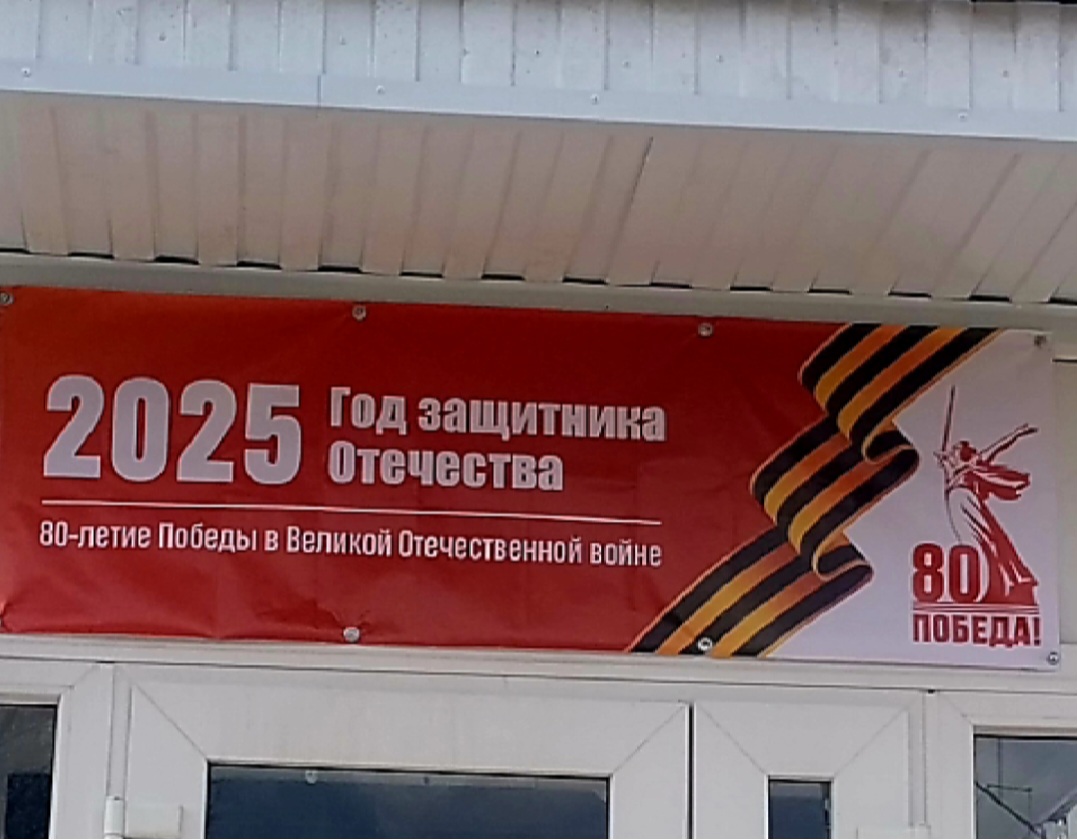 2025
Год защитника
Отечества
80-летие Победы в Великой Отечественной войне
80
ПОБЕДА!